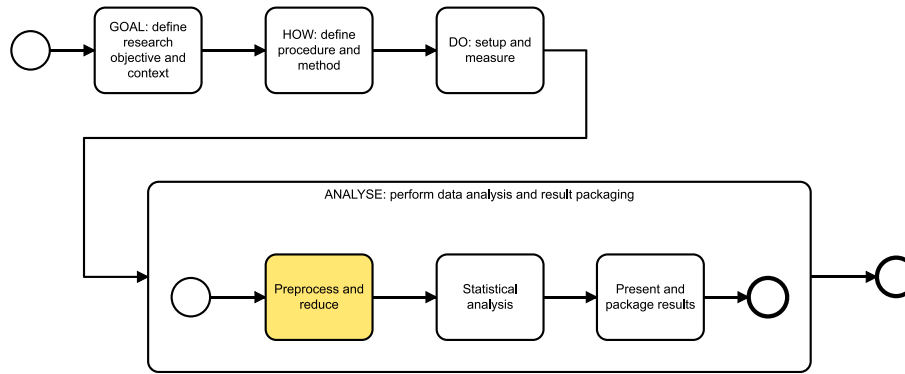 GOAL: define
research
objective and
context
HOW: define
procedure and
method
DO: setup and
measure
ANALYSE: perform data analysis and result packaging
Preprocess and
reduce
Statistical
analysis
Present and
package results